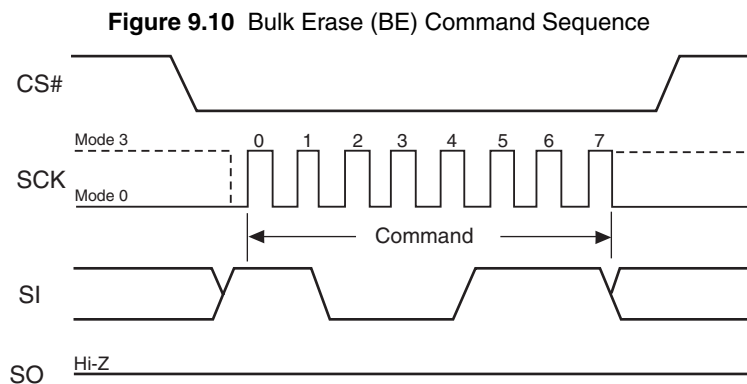 Figure 9.10 Bulk Erase (BE) Command Sequence
CS#
Mode 3
0 1 2 3 4 5 6 7
SCK
Mode 0
Command
SI
Hi-Z
SO